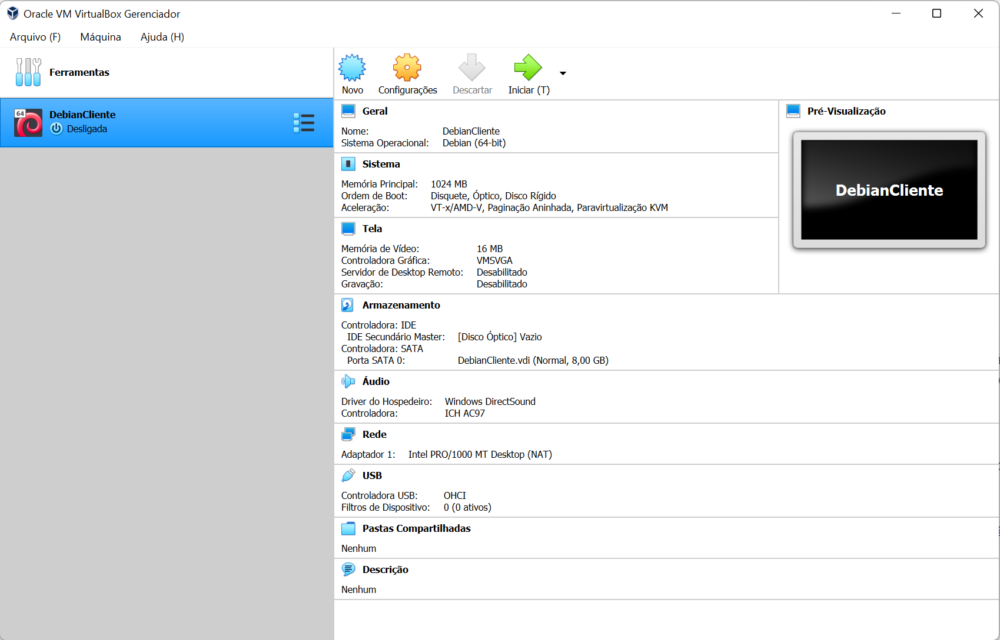 Oracle VM VirtualBox Gerenciador
Arquivo (F) Máquina Ajuda (H)
Ferramentas
Novo Configurações Descartar Iniciar (T)
64
DebianCliente
Desligada
Geral
Nome: DebianCliente
Sistema Operacional: Debian (64-bit)
Sistema
Memória Principal: 1024 MB
Ordem de Boot: Disquete, Óptico, Disco Rígido
Aceleração: VT-x/AMD-V, Paginação Aninhada, Paravirtualização KVM
Tela
Memória de Vídeo: 16 MB
Controladora Gráfica: VMSVGA
Servidor de Desktop Remoto: Desabilitado
Gravação: Desabilitado
Pré-Visualização
DebianCliente
Armazenamento
Controladora: IDE
IDE Secundário Master: [Disco Óptico] Vazio
Controladora: SATA
Porta SATA 0: DebianCliente.vdi (Normal, 8,00 GB)
Áudio
Driver do Hospedeiro: Windows DirectSound
Controladora: ICH AC97
Rede
Adaptador 1: Intel PRO/1000 MT Desktop (NAT)
USB
Controladora USB: OHCI
Filtros de Dispositivo: 0 (0 ativos)
Pastas Compartilhadas
Nenhum
Descrição
Nenhum